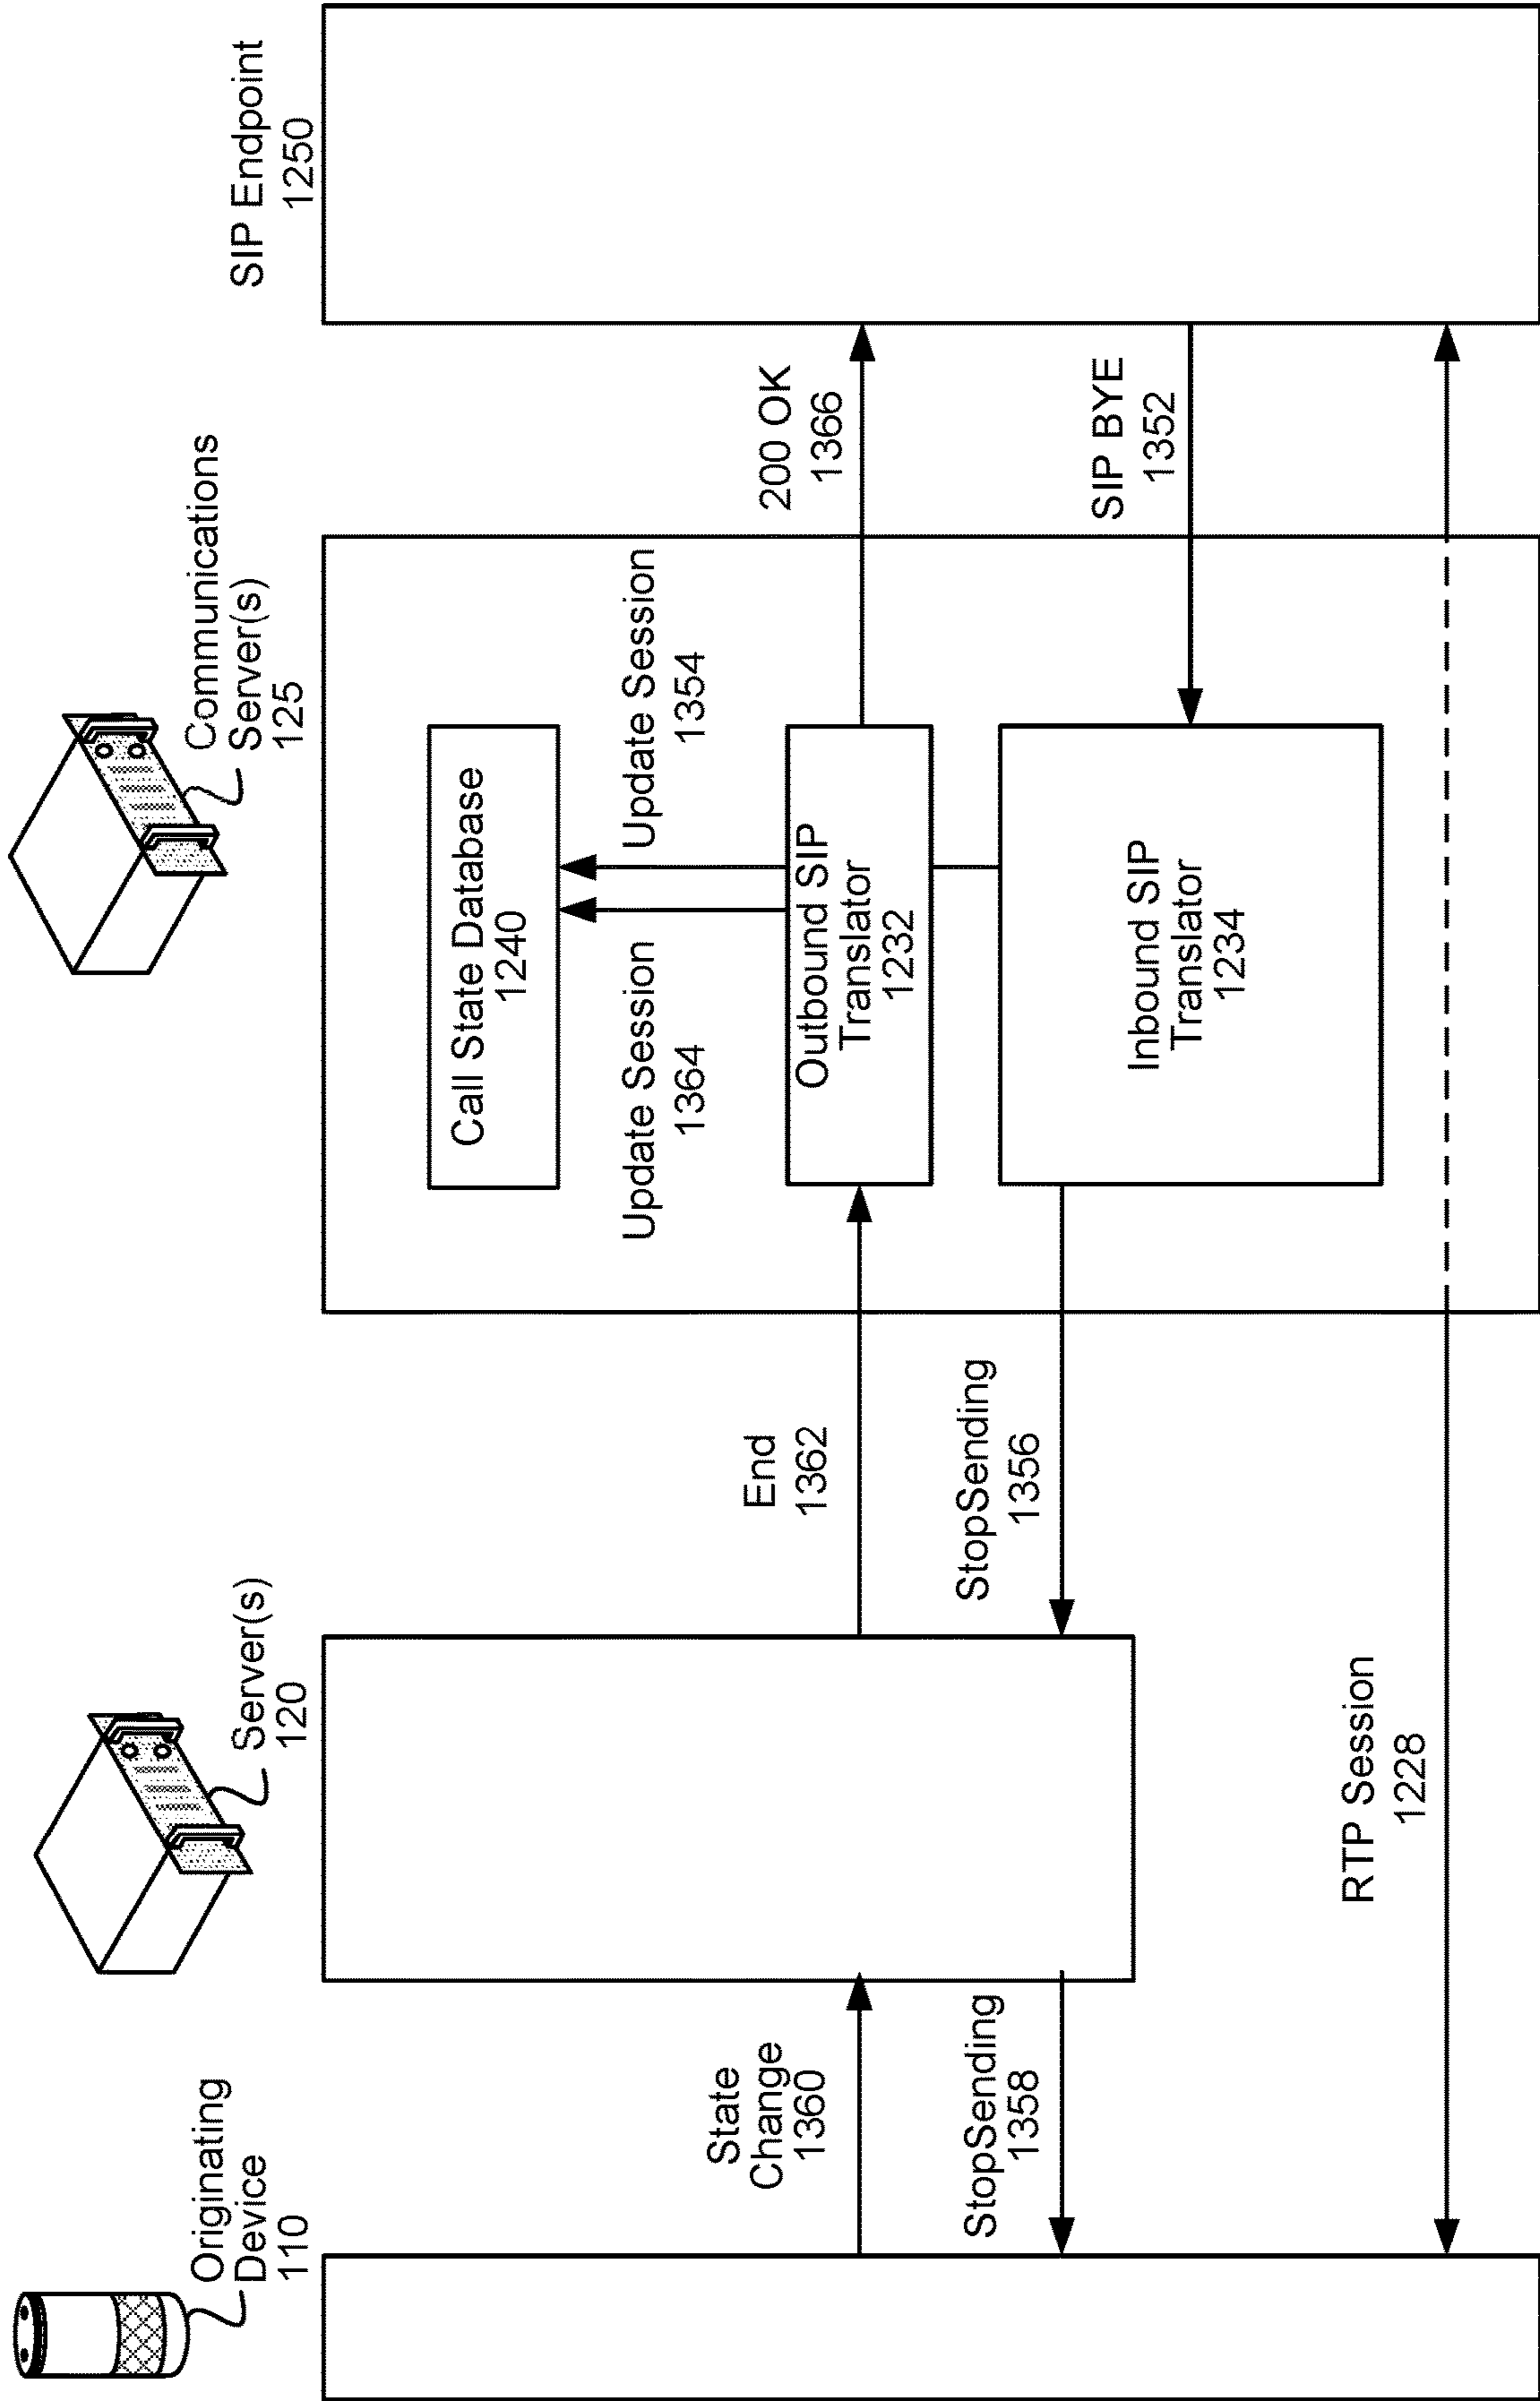 Originating
Device
110
Server(s)
120
Communications
Server(s)
125
SIP Endpoint
1250
Call State Database
1240
Update Session
1364
Update Session
1354
State
Change
1360
End
1362
Outbound SIP
Translator
1232
200 OK
1366
StopSending
1358
StopSending
1356
Inbound SIP
Translator
1234
SIP BYE
1352
RTP Session
1228